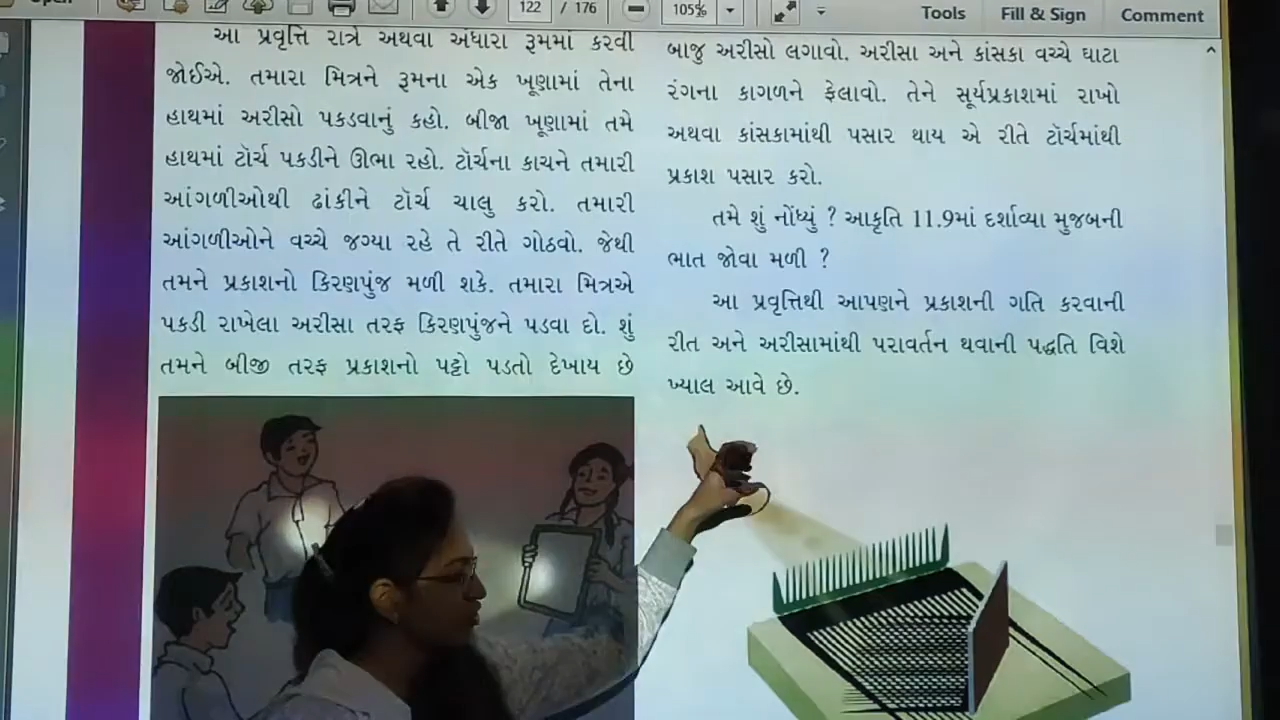 122 / 176
105%
Tools
Fill & Sign
Comment
આ પ્રવૃત્તિ રાત્રે અથવા અંધારા રૂમમાં કરવી
જોઈએ. તમારા મિત્રને રૂમના એક ખૂણામાં તેના
હાથમાં અરીસો પકડવાનું કહો. બીજા ખૂણામાં તમે
હાથમાં ટૉર્ચ પકડીને ઊભા રહો. ટૉર્ચના કાચને તમારી
આંગળીઓથી ઢાંકીને ટૉર્ચ ચાલુ કરો. તમારી
આંગળીઓને વચ્ચે જગ્યા રહે તે રીતે ગોઠવો. જેથી
તમને પ્રકાશનો કિરણપુંજ મળી શકે. તમારા મિત્રએ
પકડી રાખેલા અરીસા તરફ કિરણપુંજને પડવા દો. શું
તમને બીજી તરફ પ્રકાશનો પટ્ટો પડતો દેખાય છે
બાજુ અરીસો લગાવો. અરીસા અને કાંસકા વચ્ચે ઘાટા
રંગના કાગળને ફેલાવો. તેને સૂર્યપ્રકાશમાં રાખો
અથવા કાંસકામાંથી પસાર થાય એ રીતે ટૉર્ચમાંથી
પ્રકાશ પસાર કરો.
તમે શું નોંધ્યું ? આકૃતિ 11.9માં દર્શાવ્યા મુજબની
ભાત જોવા મળી ?
આ પ્રવૃત્તિથી આપણને પ્રકાશની ગતિ કરવાની
રીત અને અરીસામાંથી પરાવર્તન થવાની પદ્ધતિ વિશે
ખ્યાલ આવે છે.